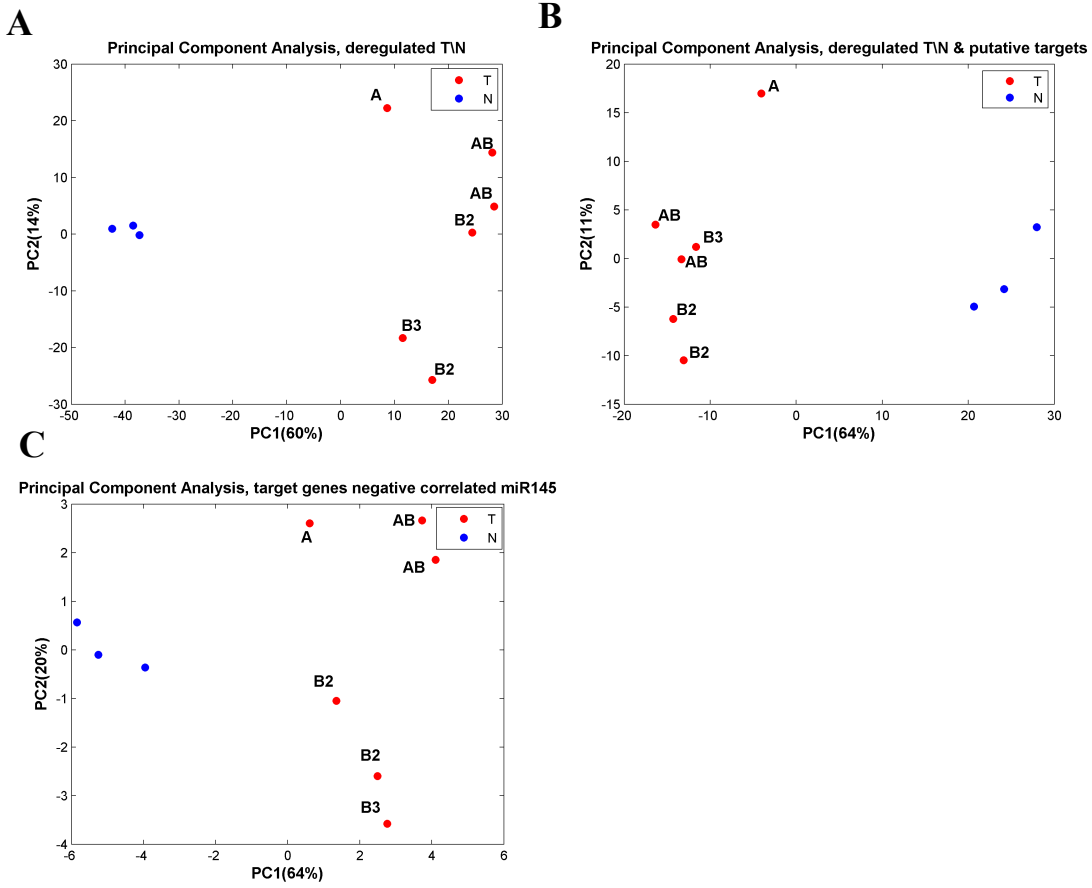 A
Principal Component Analysis, deregulated T\N
30
20
10
0
-10
-20
-30
-50
-40
-30
-20
-10
0
10
20
30
PC2(14%)
PC1(60%)
T
N
A
AB
AB
B2
B3
B2
B
Principal Component Analysis, deregulated T\N & putative targets
20
15
10
5
0
-5
-10
-15
-20
-10
0
10
20
30
PC2(11%)
PC1(64%)
T
N
A
AB
B3
AB
B2
B2
C
Principal Component Analysis, target genes negative correlated miR145
3
2
1
0
-1
-2
-3
-4
-6
-4
-2
0
2
4
6
PC2(20%)
PC1(64%)
T
N
A
AB
AB
B2
B2
B3